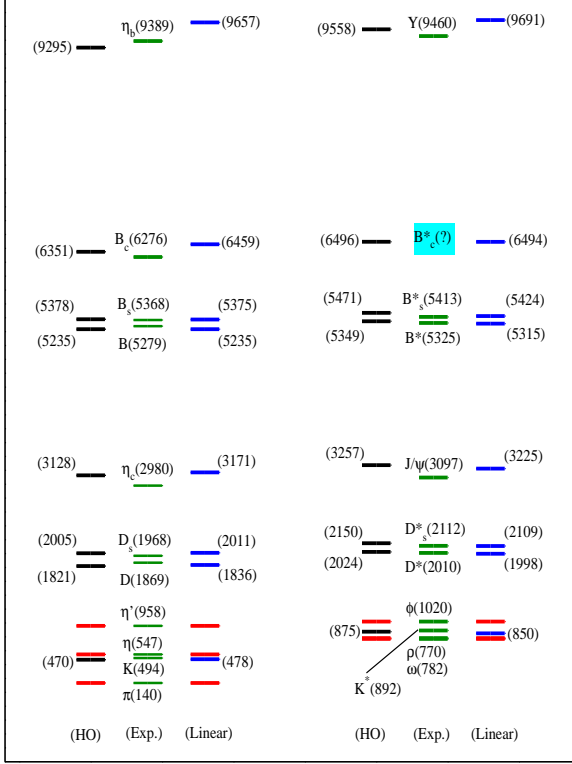 η_b(9389) (9657) (9295)
Υ(9460) (9691) (9558)
B_c(6276) (6459) (6351)
B*_c(?) (6496) (6494)
(5378) B_s(5368) (5375)
(5235) B(5279) (5235)
(5471) B*_s(5413) (5424)
(5349) B*(5325) (5315)
(3128) η_c(2980) (3171)
(3257) J/ψ(3097) (3225)
(2005) D_s(1968) (2011)
(1821) D(1869) (1836)
(2150) D*_s(2112) (2109)
(2024) D*(2010) (1998)
η’(958)
η(547)
(470) K(494) (478)
π(140)
ϕ(1020)
(875) (850)
ρ(770)
ω(782)
K*(892)
(HO) (Exp.) (Linear)
(HO) (Exp.) (Linear)